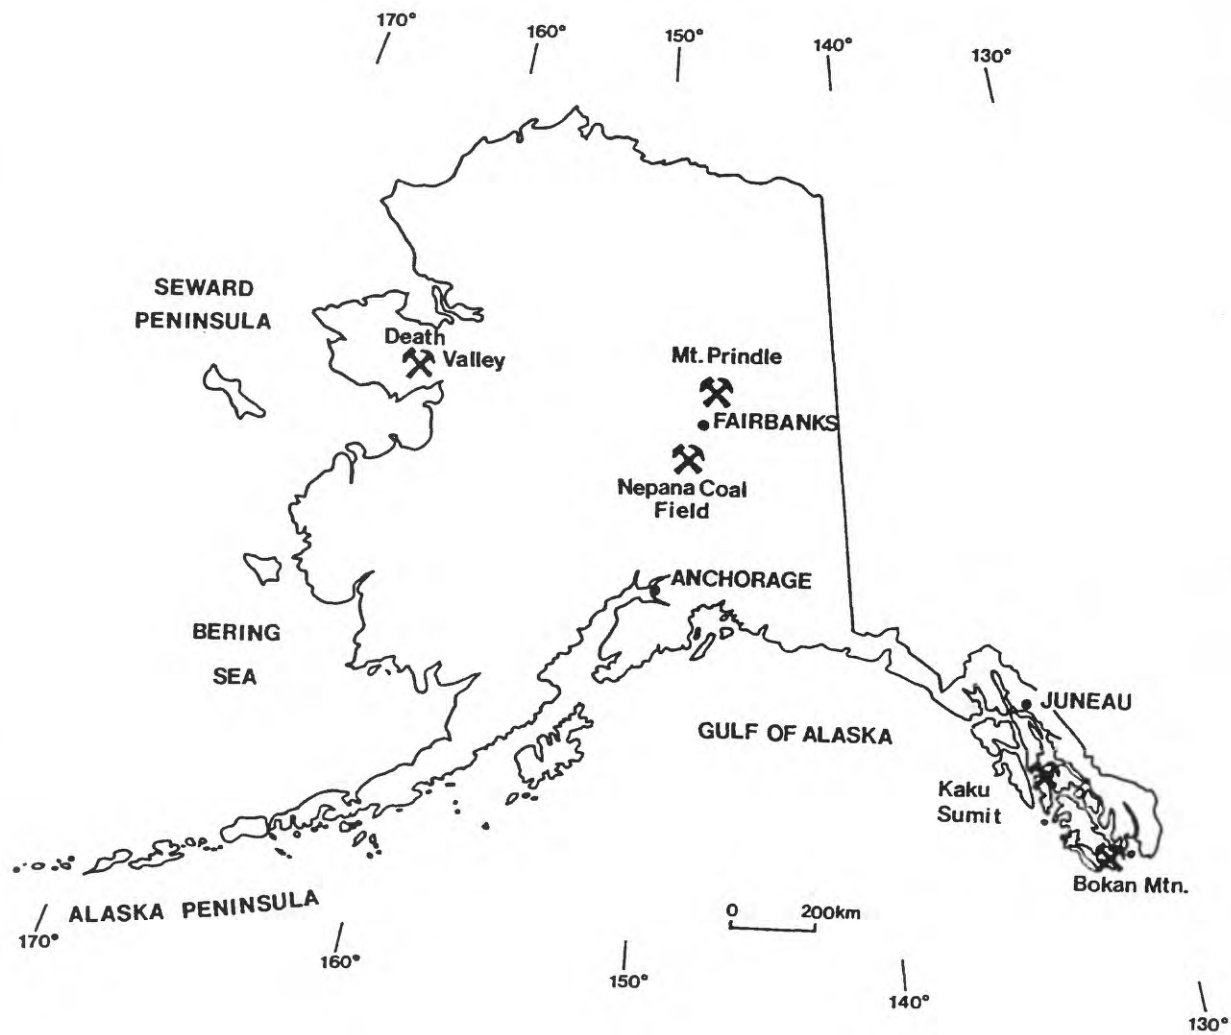 170°
160°
150°
140°
130°
SEWARD
PENINSULA
Death
Valley
Mt. Prindle
FAIRBANKS
Nepana Coal
Field
ANCHORAGE
BERING
SEA
JUNEAU
GULF OF ALASKA
Kaku
Sumit
Bokan Mtn.
ALASKA PENINSULA
0 200km
170°
160°
150°
140°
130°